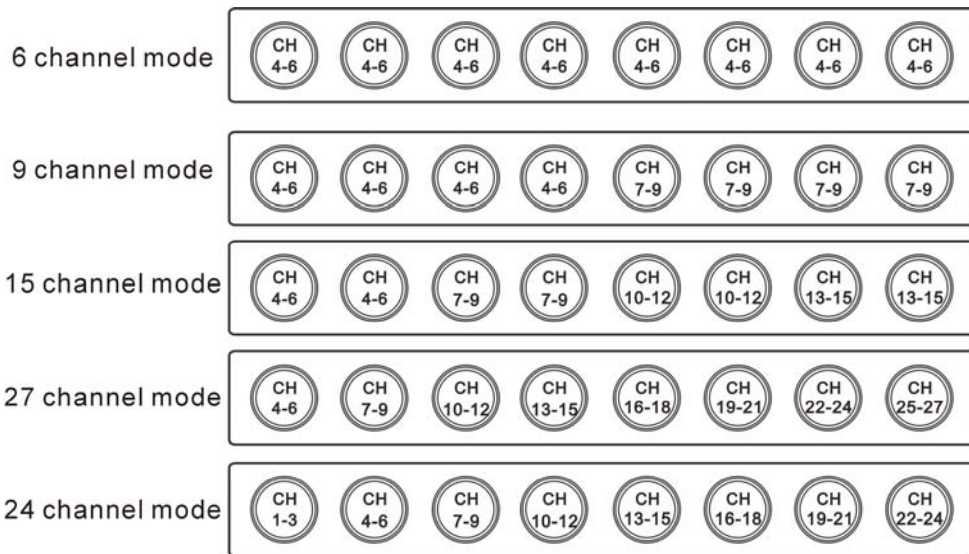 6 channel mode CH 4-6 CH 4-6 CH 4-6 CH 4-6 CH 4-6 CH 4-6 CH 4-6 CH 4-6
9 channel mode CH 4-6 CH 4-6 CH 4-6 CH 4-6 CH 7-9 CH 7-9 CH 7-9 CH 7-9
15 channel mode CH 4-6 CH 4-6 CH 7-9 CH 7-9 CH 10-12 CH 10-12 CH 13-15 CH 13-15
27 channel mode CH 4-6 CH 7-9 CH 10-12 CH 13-15 CH 16-18 CH 19-21 CH 22-24 CH 25-27
24 channel mode CH 1-3 CH 4-6 CH 7-9 CH 10-12 CH 13-15 CH 16-18 CH 19-21 CH 22-24